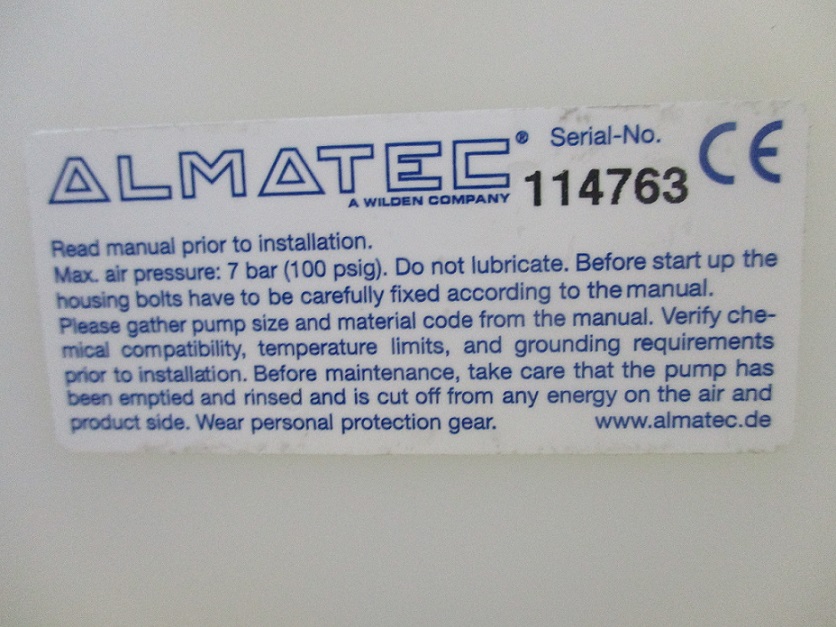 ALMATEC® Serial-No. CE
A WILDEN COMPANY 114763
Read manual prior to installation.
Max. air pressure: 7 bar (100 psig). Do not lubricate. Before start up the
housing bolts have to be carefully fixed according to the manual.
Please gather pump size and material code from the manual. Verify che-
mical compatibility, temperature limits, and grounding requirements
prior to installation. Before maintenance, take care that the pump has
been emptied and rinsed and is cut off from any energy on the air and
product side. Wear personal protection gear. www.almatec.de